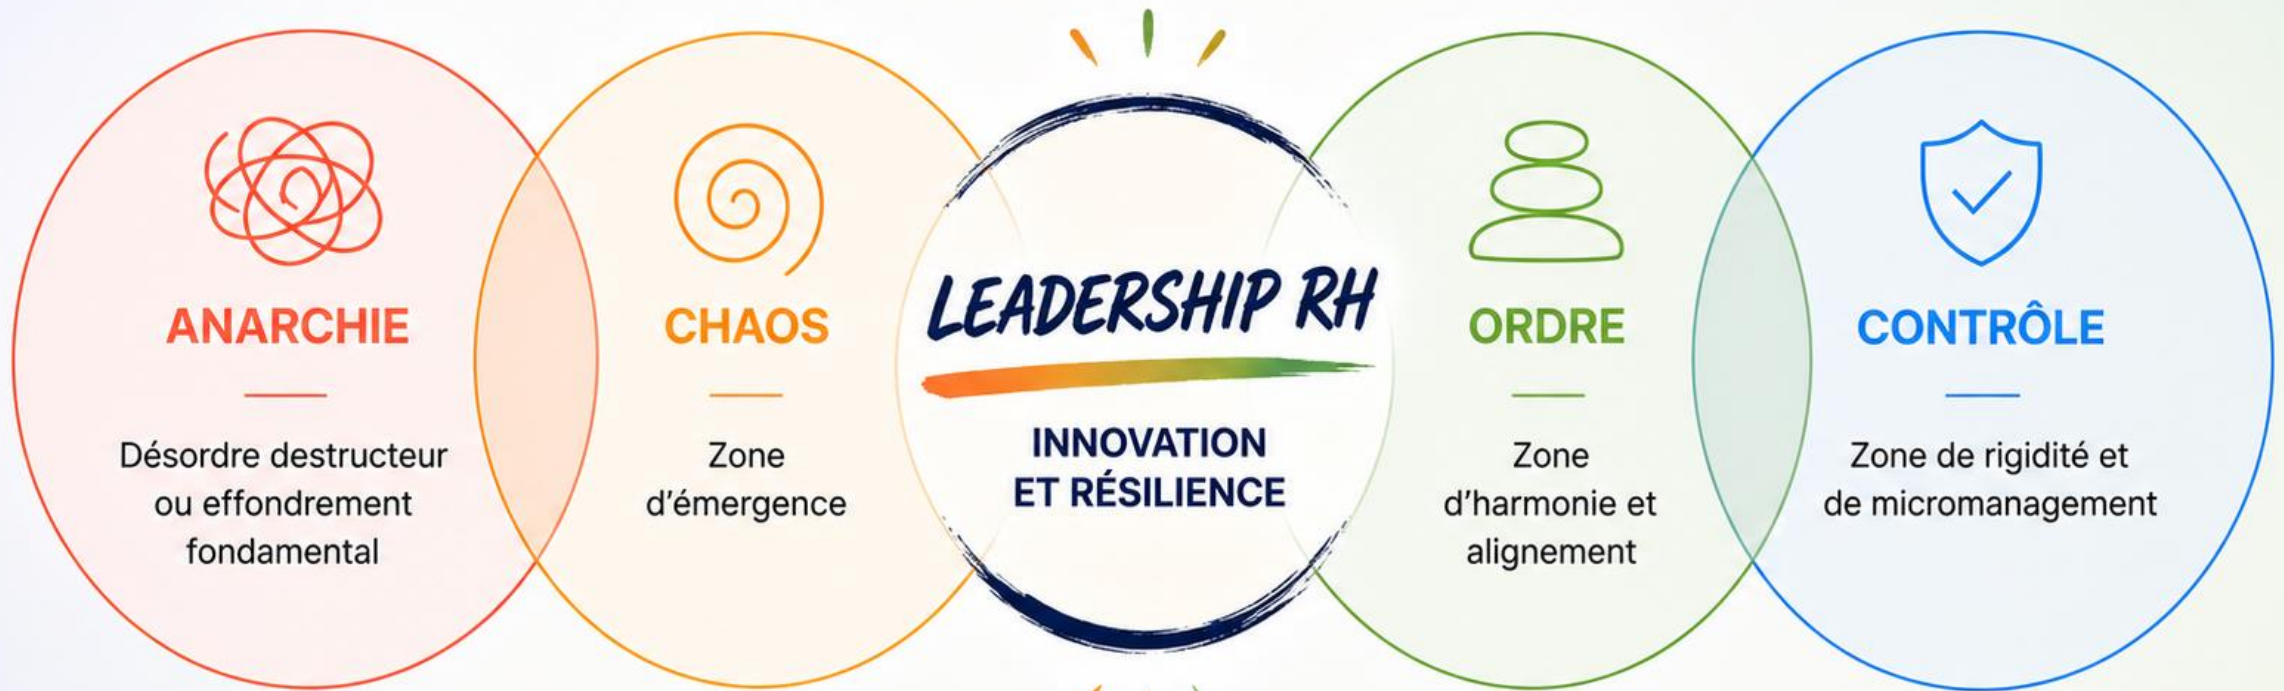 ANARCHIE
Désordre destructeur
ou effondrement
fondamental
CHAOS
Zone
d’émergence
LEADERSHIP RH
INNOVATION
ET RÉSILIENCE
ORDRE
Zone
d’harmonie et
alignement
CONTRÔLE
Zone de rigidité et
de micromanagement